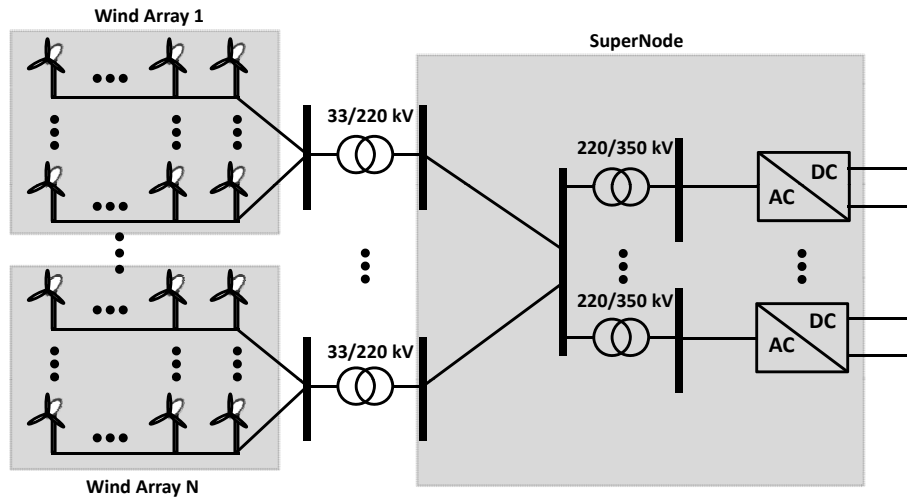 Wind Array 1
SuperNode
33/220 kV
220/350 kV
DC
AC
220/350 kV
DC
AC
33/220 kV
Wind Array N